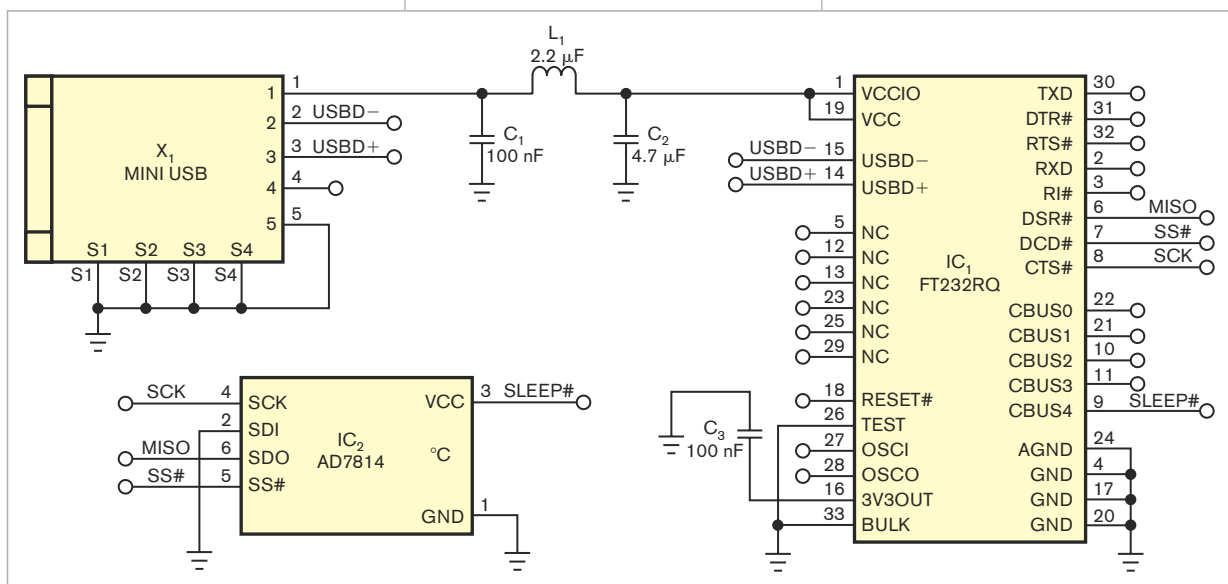 L1
2.2 µF
1
1
2
2 USBD−
3
3 USBD+
4
4
5
5
X1
MINI USB
S1 S2 S3 S4
S1 S2 S3 S4
C1
100 nF
C2
4.7 µF
USBD− 15
USBD+ 14
1 VCCIO
19 VCC
USBD−
USBD+
5 NC
12 NC
13 NC
23 NC
25 NC
29 NC
18 RESET#
26 TEST
27 OSCI
28 OSCO
16 3V3OUT
33 BULK
C3
100 nF
IC1
FT232RQ
TXD 30
DTR# 31
RTS# 32
RXD 2
RI# 3
DSR# 6 MISO
DCD# 7 SS#
CTS# 8 SCK
CBUS0 22
CBUS1 21
CBUS2 10
CBUS3 11
CBUS4 9 SLEEP#
AGND 24
GND 4
GND 17
GND 20
SCK 4 SCK
2 SDI
MISO 6 SDO
SS# 5 SS#
IC2
AD7814
°C
VCC 3 SLEEP#
GND 1